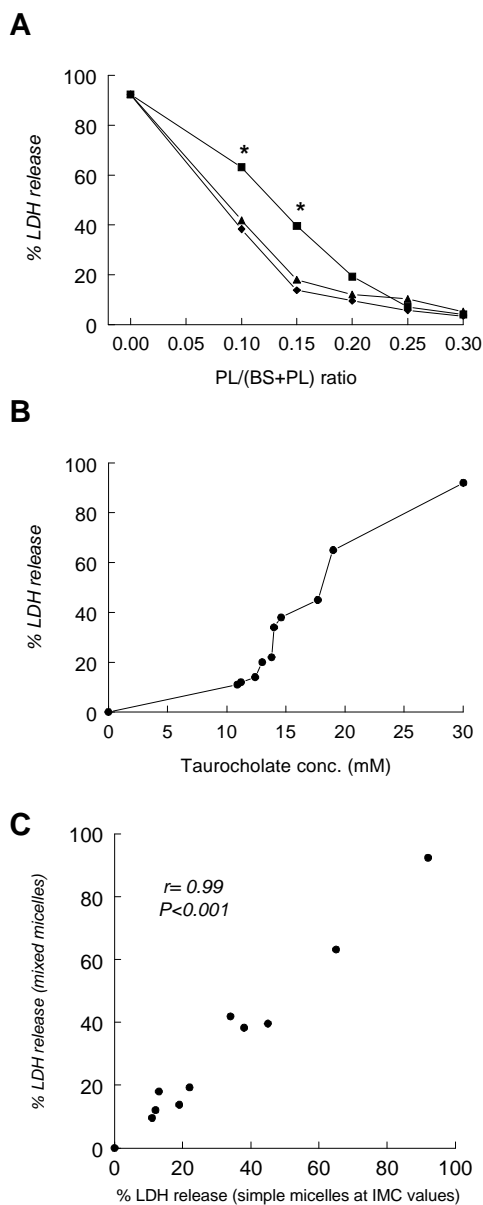 A
100
80
60
40
20
0
% LDH release
*
*
0.00 0.05 0.10 0.15 0.20 0.25 0.30
PL/(BS+PL) ratio
B
100
80
60
40
20
0
% LDH release
0 5 10 15 20 25 30
Taurocholate conc. (mM)
C
100
80
60
40
20
0
% LDH release (mixed micelles)
r= 0.99
P<0.001
0 20 40 60 80 100
% LDH release (simple micelles at IMC values)